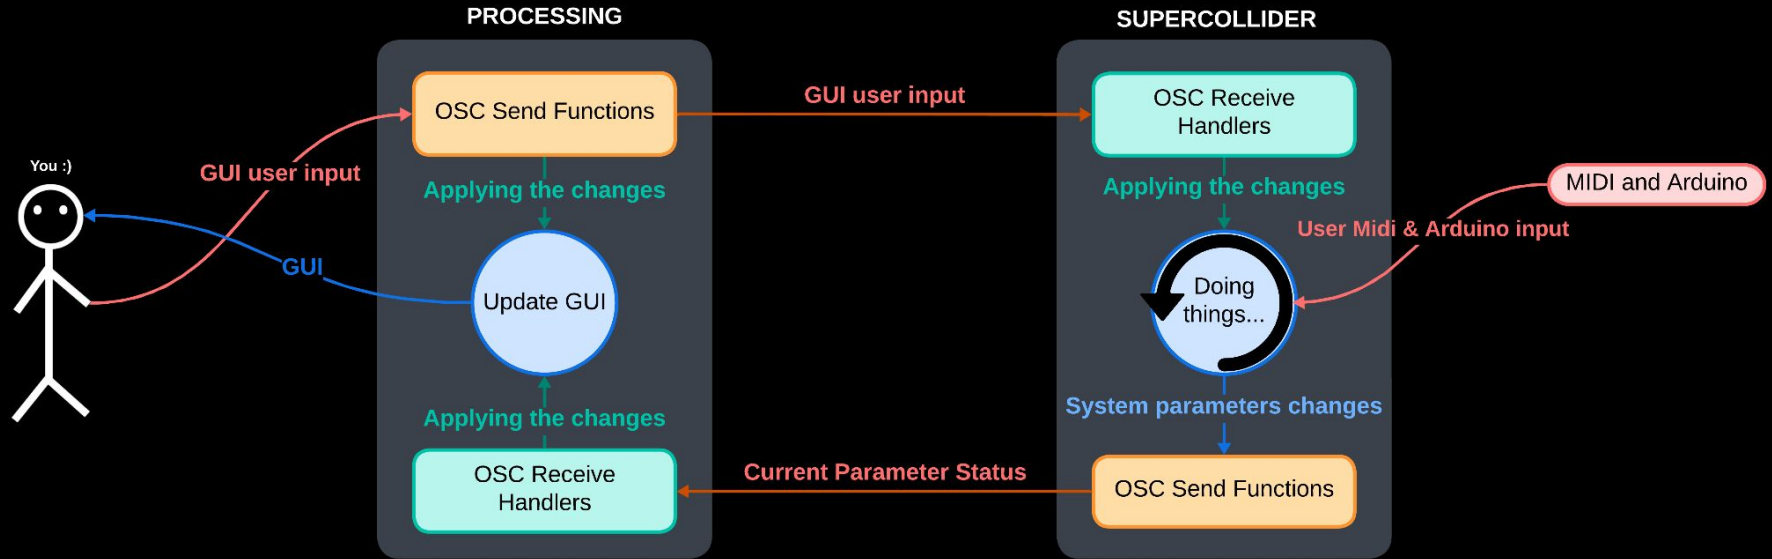 PROCESSING
SUPERCOLLIDER
OSC Send Functions
GUI user input
OSC Receive
Handlers
You :)
GUI user input
Applying the changes
Applying the changes
MIDI and Arduino
User Midi & Arduino input
GUI
Update GUI
Doing
things...
Applying the changes
System parameters changes
OSC Receive
Handlers
Current Parameter Status
OSC Send Functions